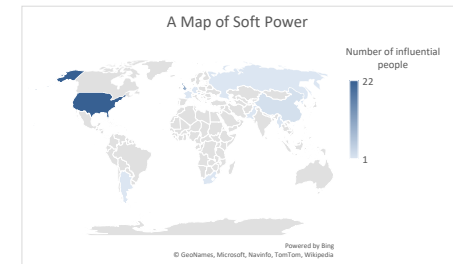 A Map of Soft Power
Number of influential
people
22
1
Powered by Bing
© GeoNames, Microsoft, Navinfo, TomTom, Wikipedia